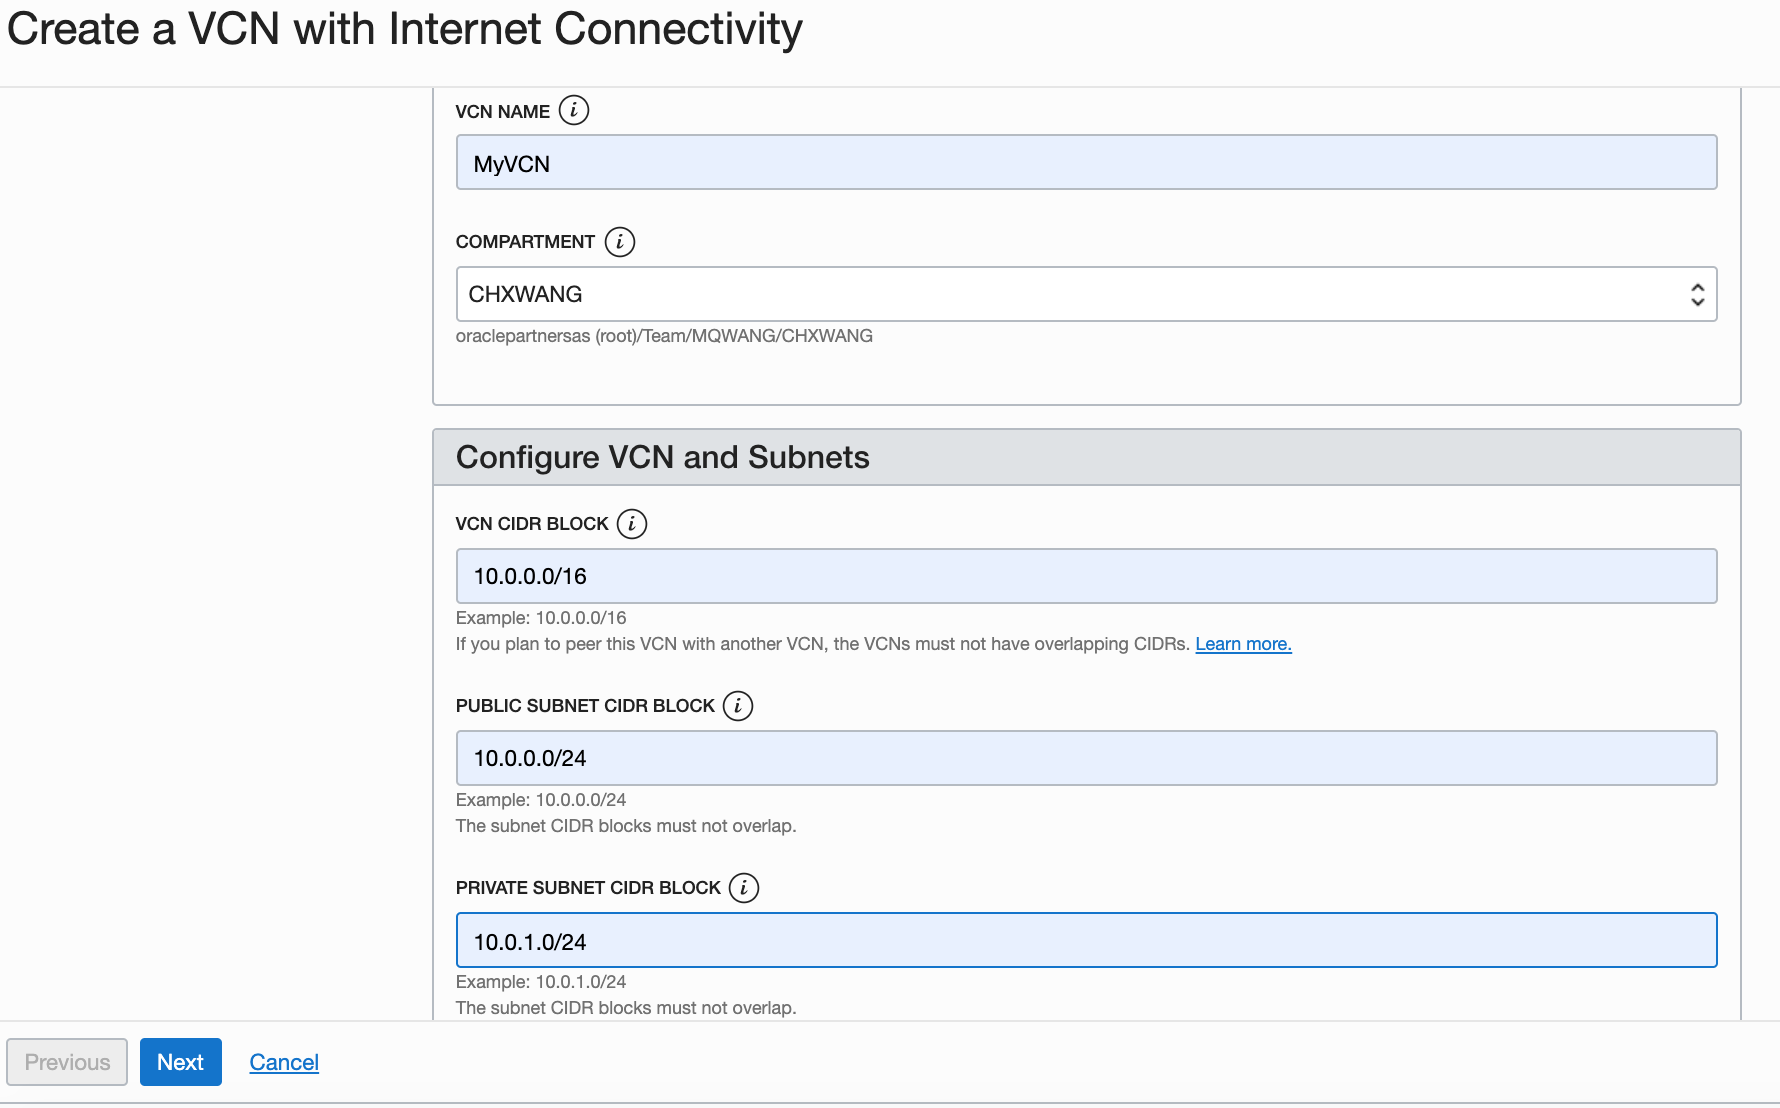 Create a VCN with Internet Connectivity
VCN NAME i
MyVCN
COMPARTMENT i
CHXWANG
oraclepartnersas (root)/Team/MQWANG/CHXWANG
Configure VCN and Subnets
VCN CIDR BLOCK i
10.0.0.0/16
Example: 10.0.0.0/16
If you plan to peer this VCN with another VCN, the VCNs must not have overlapping CIDRs. Learn more.
PUBLIC SUBNET CIDR BLOCK i
10.0.0.0/24
Example: 10.0.0.0/24
The subnet CIDR blocks must not overlap.
PRIVATE SUBNET CIDR BLOCK i
10.0.1.0/24
Example: 10.0.1.0/24
The subnet CIDR blocks must not overlap.
Previous Next Cancel